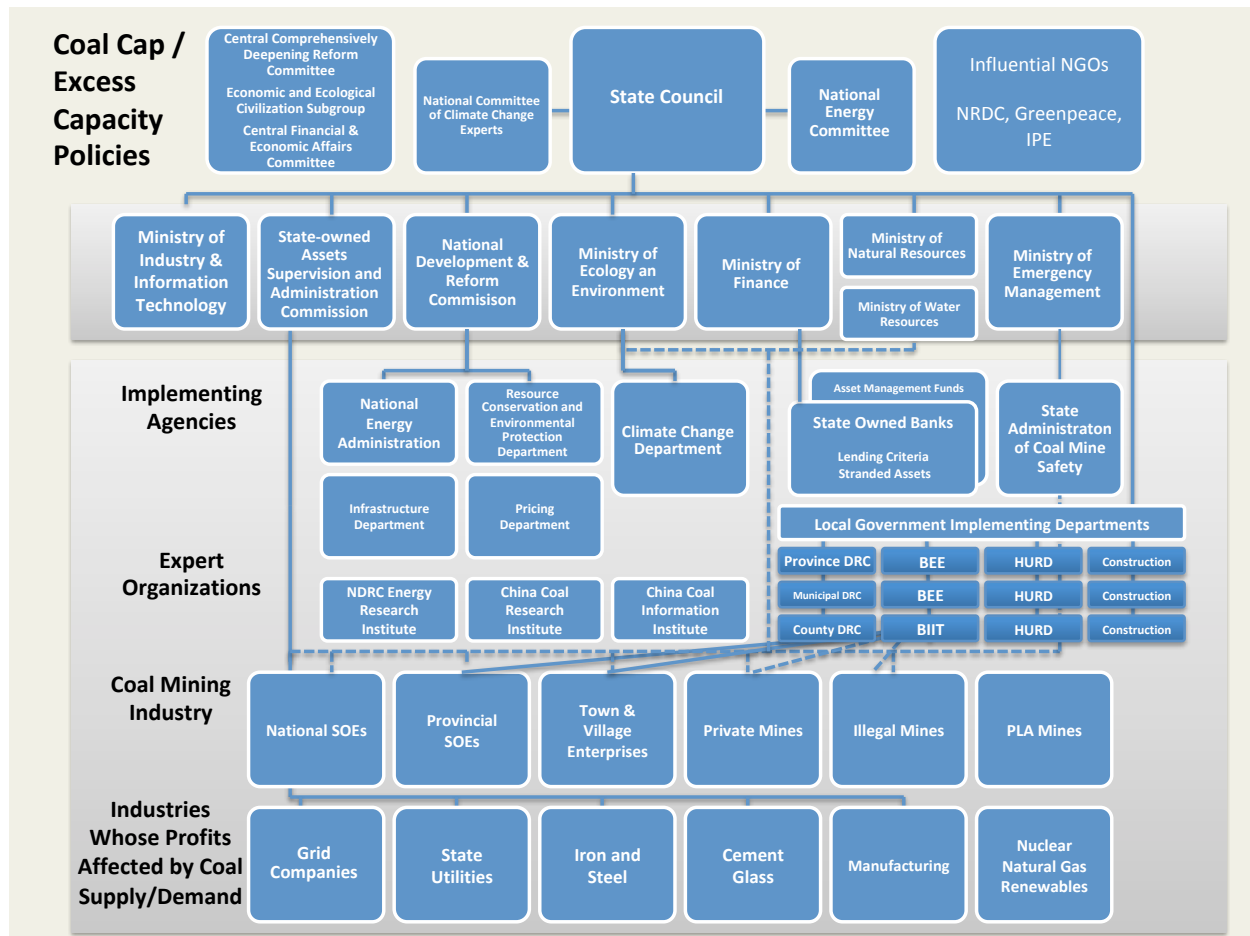 Coal Cap /
Excess
Capacity
Policies
Central Comprehensively
Deepening Reform
Committee
Economic and Ecological
Civilization Subgroup
Central Financial &
Economic Affairs
Committee
National Committee
of Climate Change
Experts
State Council
National
Energy
Committee
Influential NGOs
NRDC, Greenpeace,
IPE
Ministry of
Industry &
Information
Technology
State-owned
Assets
Supervision and
Administration
Commission
National
Development &
Reform
Commisison
Ministry of
Ecology an
Environment
Ministry of
Finance
Ministry of
Natural Resources
Ministry of Water
Resources
Ministry of
Emergency
Management
Implementing
Agencies
National
Energy
Administration
Resource
Conservation and
Environmental
Protection
Department
Climate Change
Department
Asset Management Funds
State Owned Banks
Lending Criteria
Stranded Assets
State
Administraton
of Coal Mine
Safety
Infrastructure
Department
Pricing
Department
Local Government Implementing Departments
Province DRC
BEE
HURD
Construction
Municipal DRC
BEE
HURD
Construction
County DRC
BIIT
HURD
Construction
Expert
Organizations
NDRC Energy
Research
Institute
China Coal
Research
Institute
China Coal
Information
Institute
Coal Mining
Industry
National SOEs
Provincial
SOEs
Town &
Village
Enterprises
Private Mines
Illegal Mines
PLA Mines
Industries
Whose Profits
Affected by Coal
Supply/Demand
Grid
Companies
State
Utilities
Iron and
Steel
Cement
Glass
Manufacturing
Nuclear
Natural Gas
Renewables